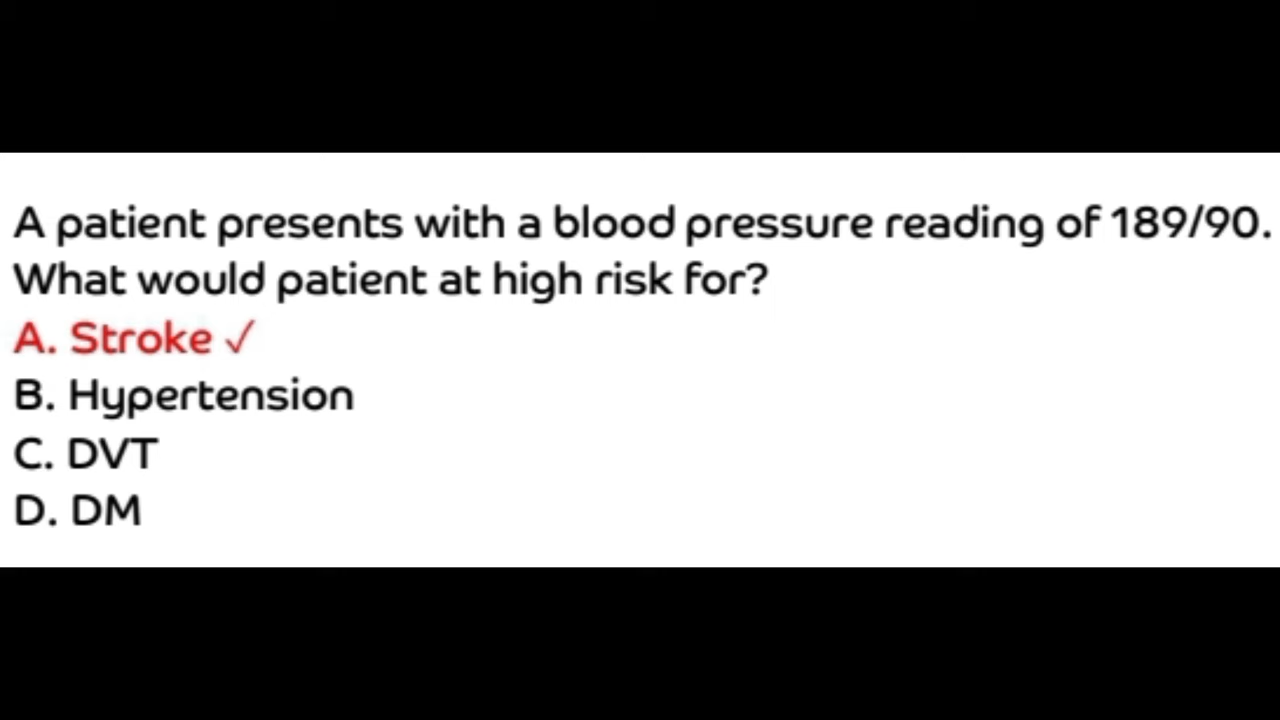 A patient presents with a blood pressure reading of 189/90.
What would patient at high risk for?
A. Stroke ✓
B. Hypertension
C. DVT
D. DM